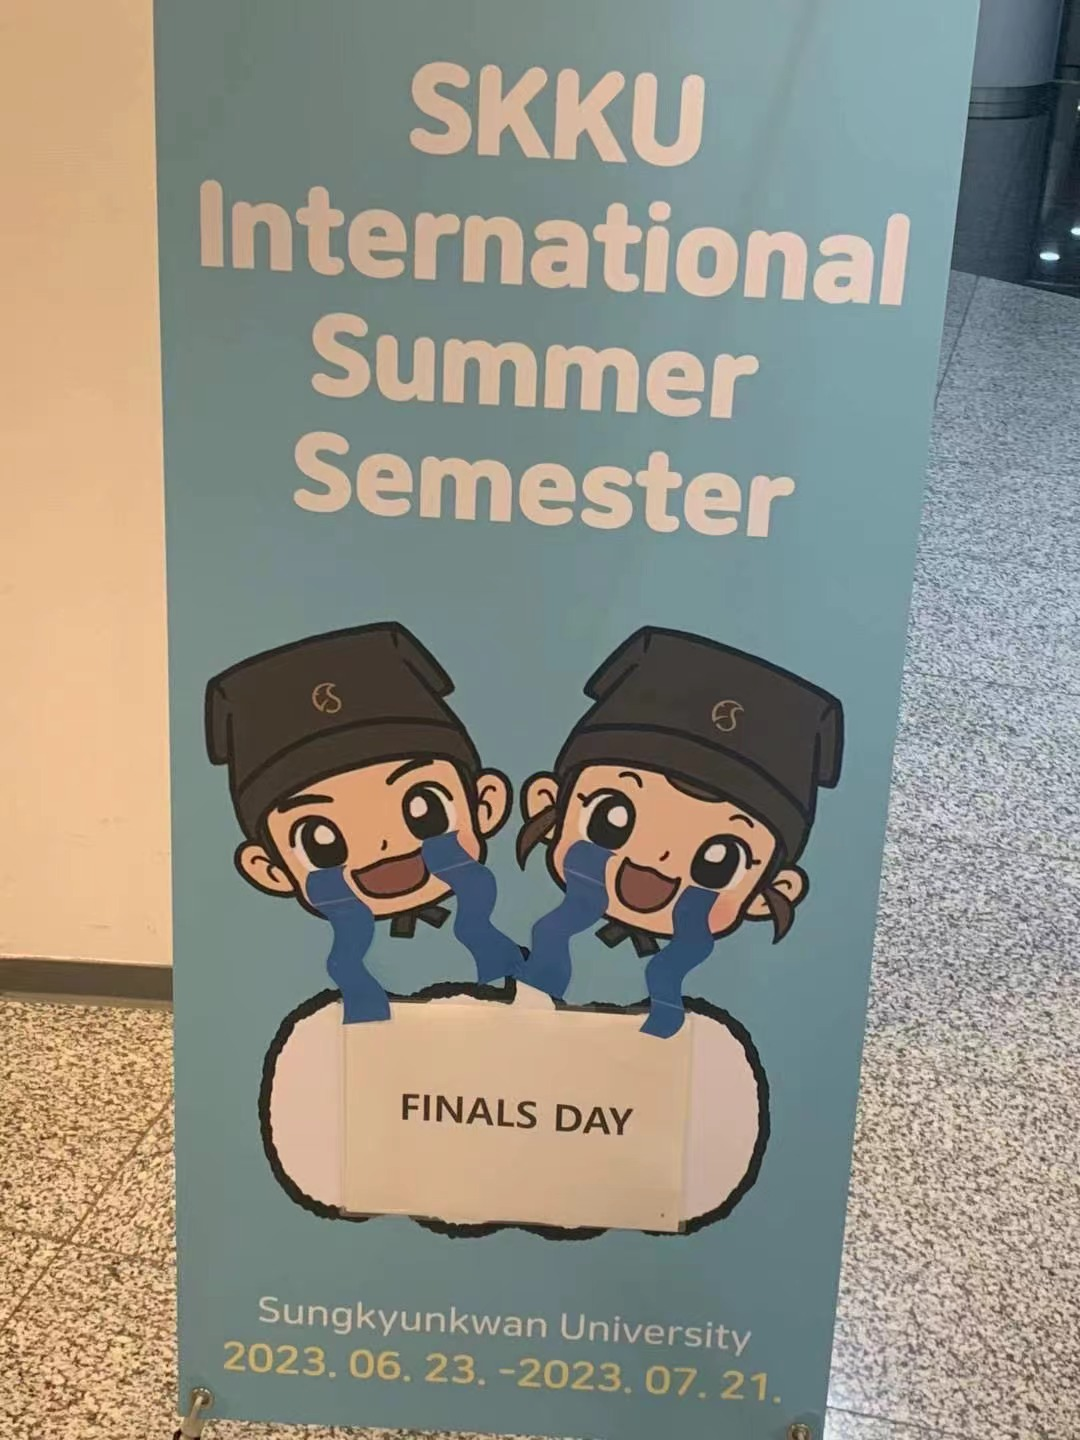 SKKU
International
Summer
Semester
FINALS DAY
Sungkyunkwan University
2023. 06. 23. -2023. 07. 21.